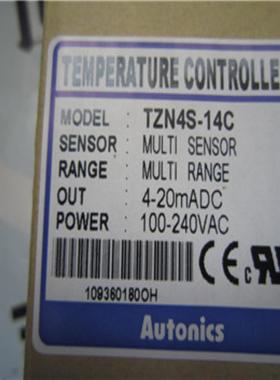 TEMPERATURE CONTROLLE
MODEL : TZN4S-14C
SENSOR : MULTI SENSOR
RANGE : MULTI RANGE
OUT : 4-20mADC
POWER : 100-240VAC
109360180OH
Autonics